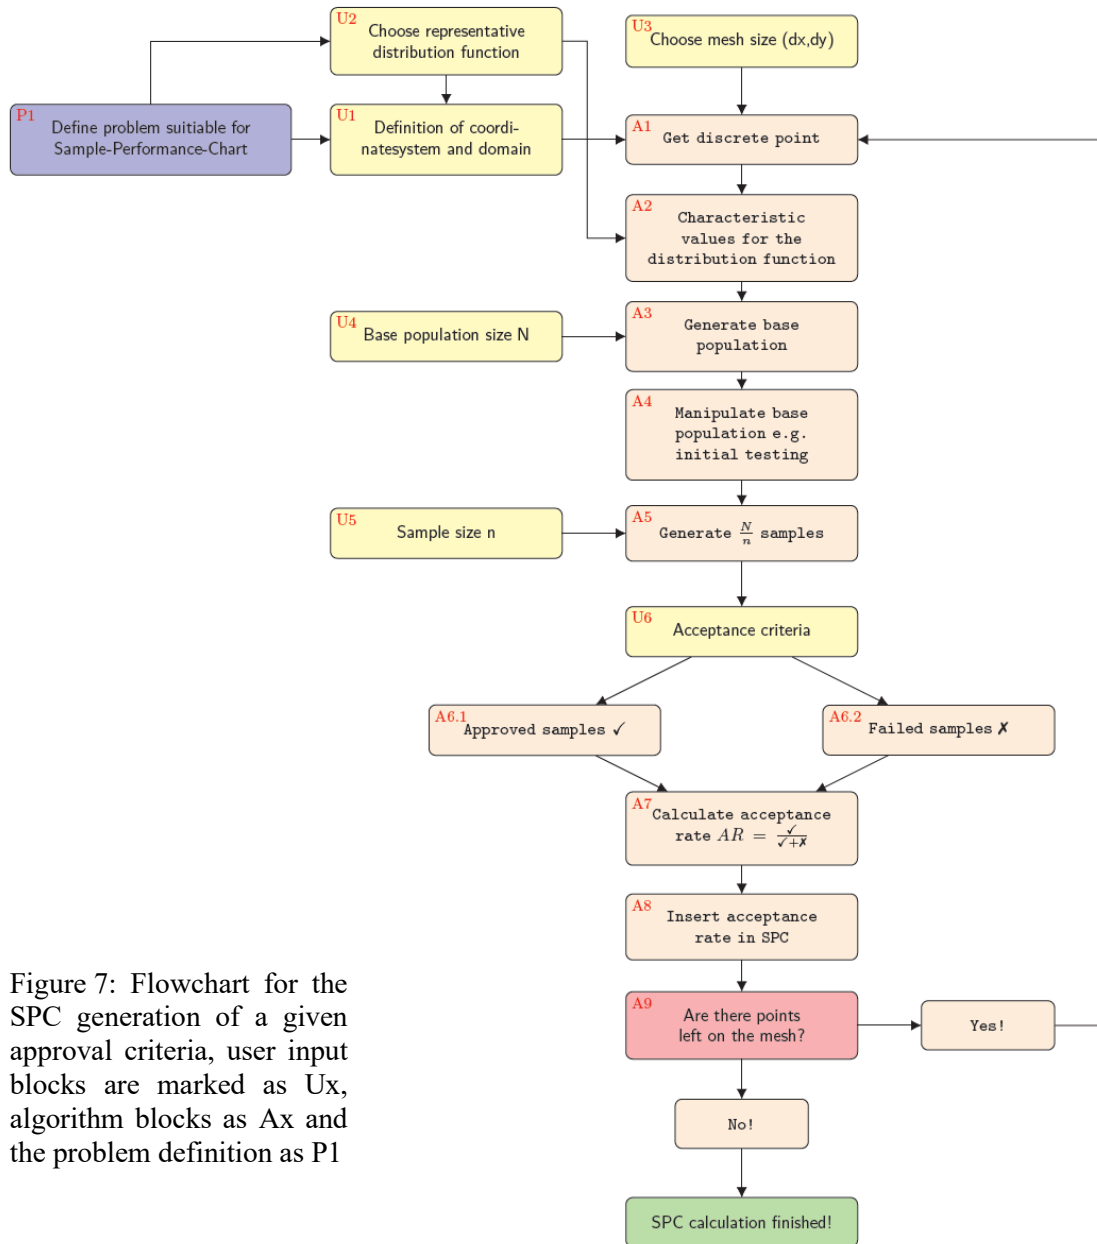 U2
Choose representative
distribution function
U3
Choose mesh size (dx,dy)
P1
Define problem suitiable for
Sample-Performance-Chart
U1
Definition of coordi-
natesystem and domain
A1
Get discrete point
A2
Characteristic
values for the
distribution function
U4
Base population size N
A3
Generate base
population
A4
Manipulate base
population e.g.
initial testing
U5
Sample size n
A5
Generate N/n samples
U6
Acceptance criteria
A6.1
Approved samples ✓
A6.2
Failed samples ✗
A7
Calculate acceptance
rate AR = ✓/(✓+✗)
A8
Insert acceptance
rate in SPC
A9
Are there points
left on the mesh?
Yes!
No!
SPC calculation finished!
Figure 7: Flowchart for the
SPC generation of a given
approval criteria, user input
blocks are marked as Ux,
algorithm blocks as Ax and
the problem definition as P1